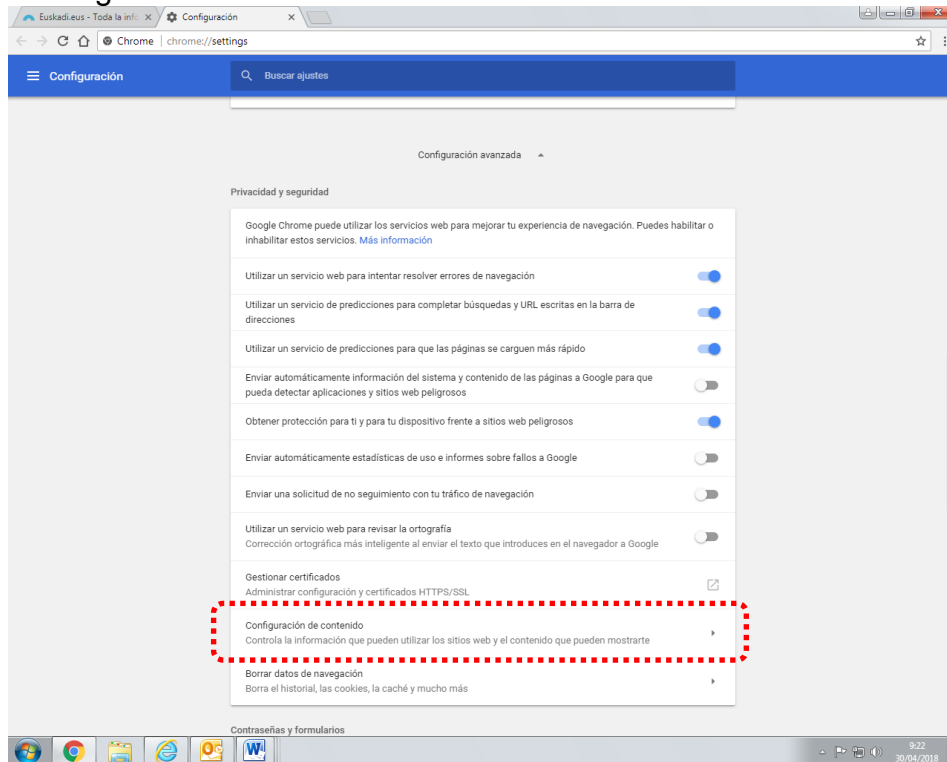 Euskadi.eus - Toda la info
Configuración
Chrome | chrome://settings
Configuración
Buscar ajustes
Configuración avanzada
Privacidad y seguridad
Google Chrome puede utilizar los servicios web para mejorar tu experiencia de navegación. Puedes habilitar o
inhabilitar estos servicios. Más información
Utilizar un servicio web para intentar resolver errores de navegación
Utilizar un servicio de predicciones para completar búsquedas y URL escritas en la barra de
direcciones
Utilizar un servicio de predicciones para que las páginas se carguen más rápido
Enviar automáticamente información del sistema y contenido de las páginas a Google para que
pueda detectar aplicaciones y sitios web peligrosos
Obtener protección para ti y para tu dispositivo frente a sitios web peligrosos
Enviar automáticamente estadísticas de uso e informes sobre fallos a Google
Enviar una solicitud de no seguimiento con tu tráfico de navegación
Utilizar un servicio web para revisar la ortografía
Corrección ortográfica más inteligente al enviar el texto que introduces en el navegador a Google
Gestionar certificados
Administrar configuración y certificados HTTPS/SSL
Configuración de contenido
Controla la información que pueden utilizar los sitios web y el contenido que pueden mostrarte
Borrar datos de navegación
Borra el historial, las cookies, la caché y mucho más
Contraseñas y formularios
9:22
30/04/2018